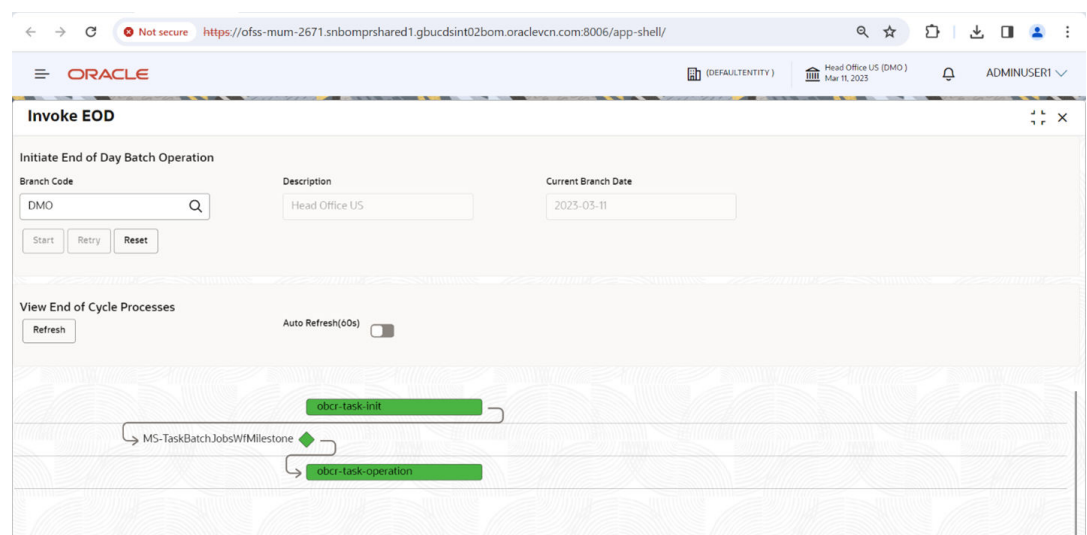 Not secure https://ofss-mum-2671.snbomprshared1.gbucdsint02bom.oraclevcn.com:8006/app-shell/
ORACLE
(DEFAULTENTITY)
Head Office US (DMO)
Mar 11, 2023
ADMINUSER1
Invoke EOD
Initiate End of Day Batch Operation
Branch Code Description Current Branch Date
DMO Head Office US 2023-03-11
Start Retry Reset
View End of Cycle Processes
Refresh Auto Refresh(60s)
obcr-task-init
MS-TaskBatchJobsWfMilestone
obcr-task-operation